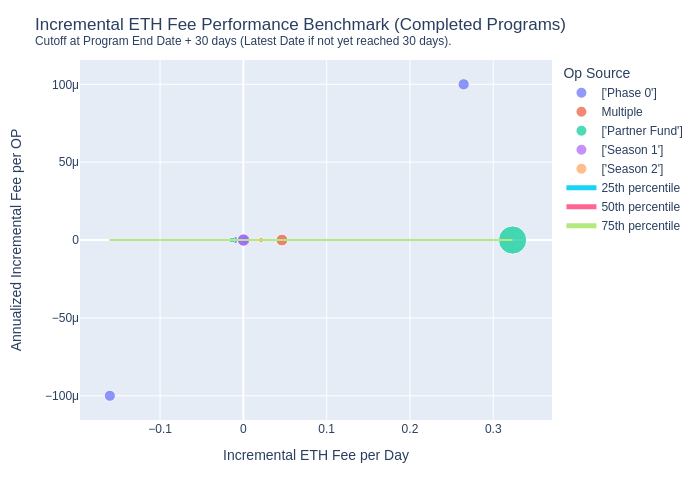 Incremental ETH Fee Performance Benchmark (Completed Programs)
Cutoff at Program End Date + 30 days (Latest Date if not yet reached 30 days).
Op Source
['Phase 0']
Multiple
['Partner Fund']
['Season 1']
['Season 2']
25th percentile
50th percentile
75th percentile
Annualized Incremental Fee per OP
100μ
50μ
0
−50μ
−100μ
−0.1
0
0.1
0.2
0.3
Incremental ETH Fee per Day